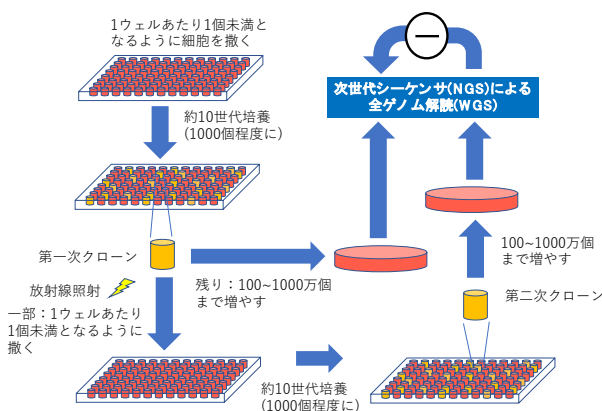 1ウェルあたり1個未満と
なるように細胞を撒く
約10世代培養
(1000個程度に)
次世代シーケンサ(NGS)による
全ゲノム解読(WGS)
第一次クローン
放射線照射
一部：1ウェルあたり
1個未満となるように
撒く
残り：100~1000万個
まで増やす
100~1000万個
まで増やす
第二次クローン
約10世代培養
(1000個程度に)